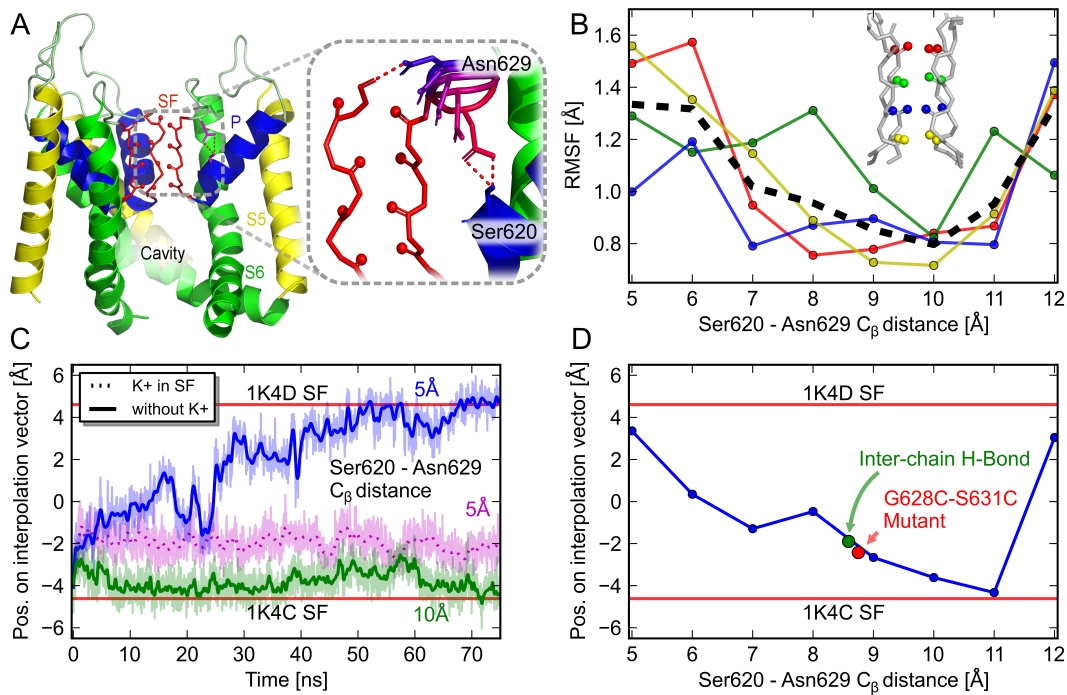 A
SF
P
S5
S6
Cavity
Asn629
Ser620
B
RMSF [Å]
1.6
1.4
1.2
1.0
0.8
5 6 7 8 9 10 11 12
Ser620 - Asn629 Cβ distance [Å]
C
Pos. on interpolation vector [Å]
6
4
2
0
−2
−4
−6
K+ in SF
without K+
1K4D SF
5Å
Ser620 - Asn629
Cβ distance
5Å
1K4C SF
10Å
0 10 20 30 40 50 60 70
Time [ns]
D
Pos. on interpolation vector [Å]
6
4
2
0
−2
−4
−6
1K4D SF
Inter-chain H-Bond
G628C-S631C
Mutant
1K4C SF
5 6 7 8 9 10 11 12
Ser620 - Asn629 Cβ distance [Å]